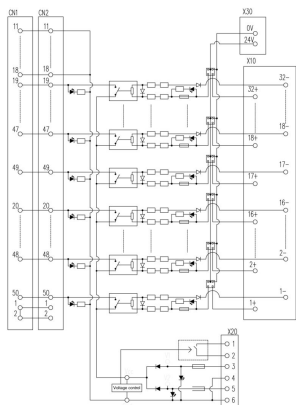 CN1 CN2 X30
11 11 0V
24V
X10
18 18
19 19 32- 32+
47 47 18- 18+
49 49 17- 17+
20 20 16- 16+
48 48 2- 2+
50 50 1- 1+
1 1
2 2
X20
1
2
3
4
5
6
Voltage control